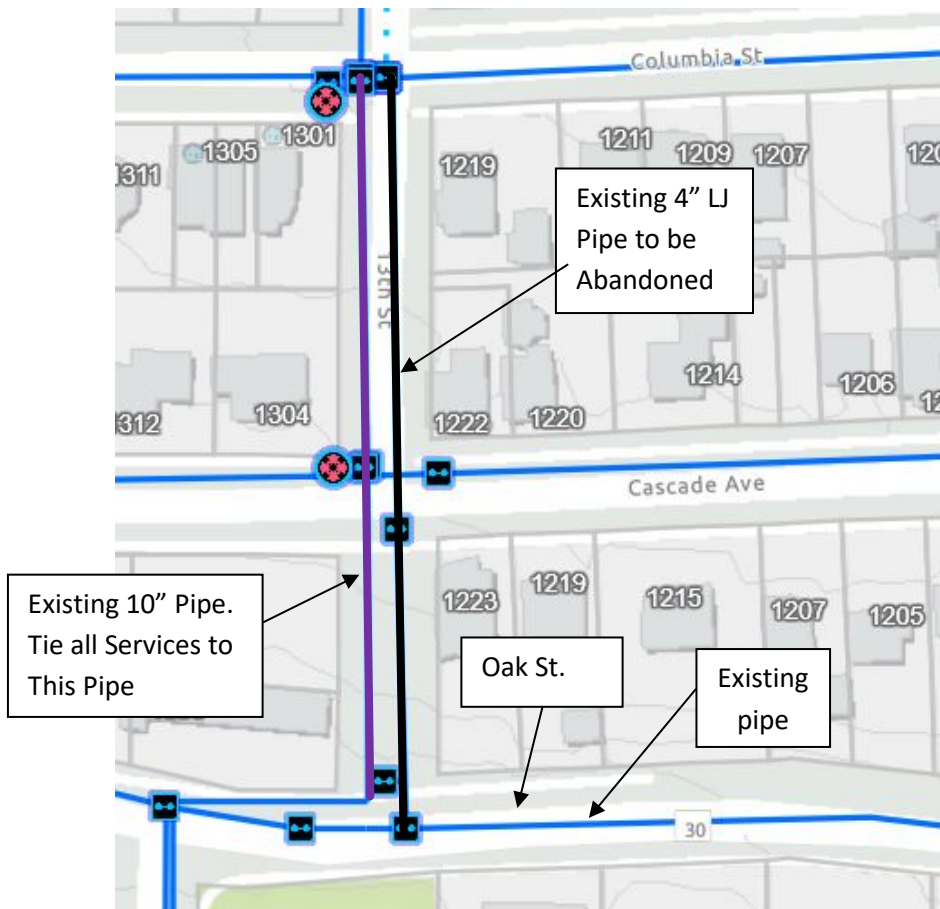 Columbia St
1301
1305
1311
1219
1211
1209
1207
120
Existing 4” LJ
Pipe to be
Abandoned
13th St
1312
1304
1222
1220
1214
1206
12
Cascade Ave
Existing 10” Pipe.
Tie all Services to
This Pipe
1223
1219
1215
1207
1205
Oak St.
Existing
pipe
30